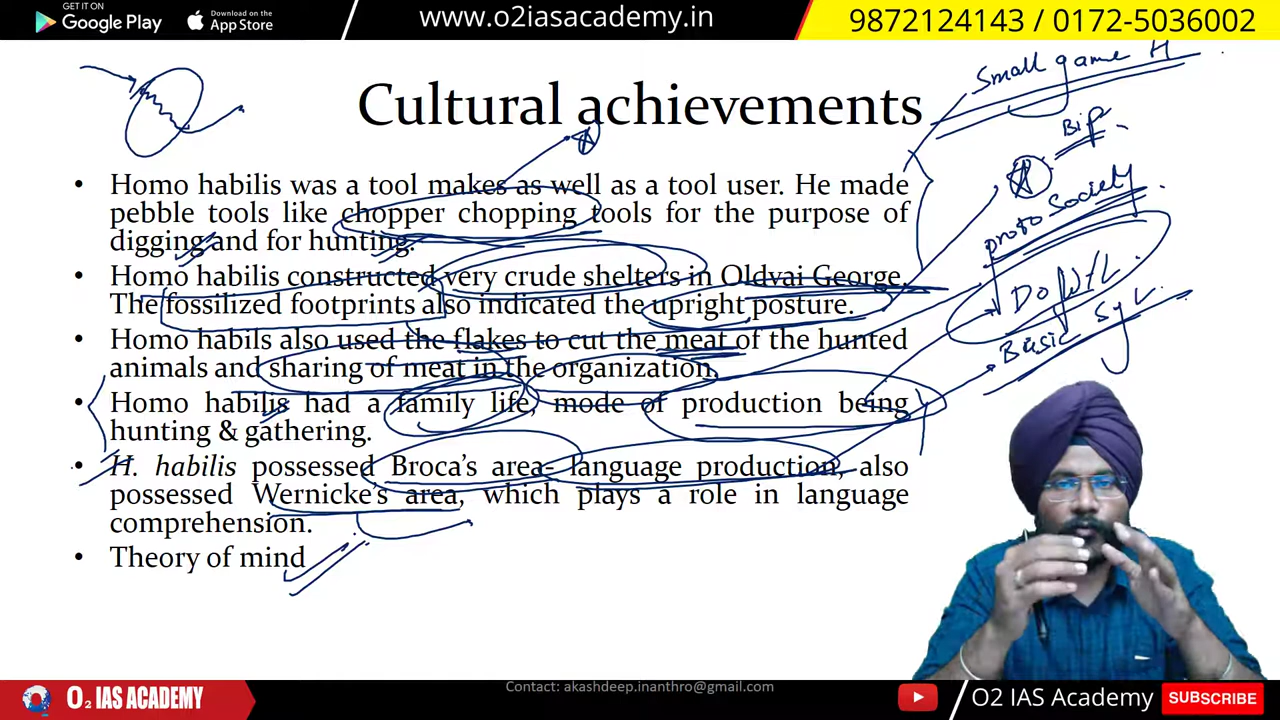 GET IT ON
Google Play
Download on the
App Store
www.o2iasacademy.in
9872124143 / 0172-5036002
Small game H
Cultural achievements
Bip
• Homo habilis was a tool makes as well as a tool user. He made
pebble tools like chopper chopping tools for the purpose of
digging and for hunting.
proto Society
• Homo habilis constructed very crude shelters in Oldvai George.
The fossilized footprints also indicated the upright posture.
Do W/L
• Homo habils also used the flakes to cut the meat of the hunted
animals and sharing of meat in the organization.
Basic
• Homo habilis had a family life, mode of production being
hunting & gathering.
• H. habilis possessed Broca's area- language production, also
possessed Wernicke's area, which plays a role in language
comprehension.
• Theory of mind
O2 IAS ACADEMY
Contact: akashdeep.inanthro@gmail.com
O2 IAS Academy
SUBSCRIBE